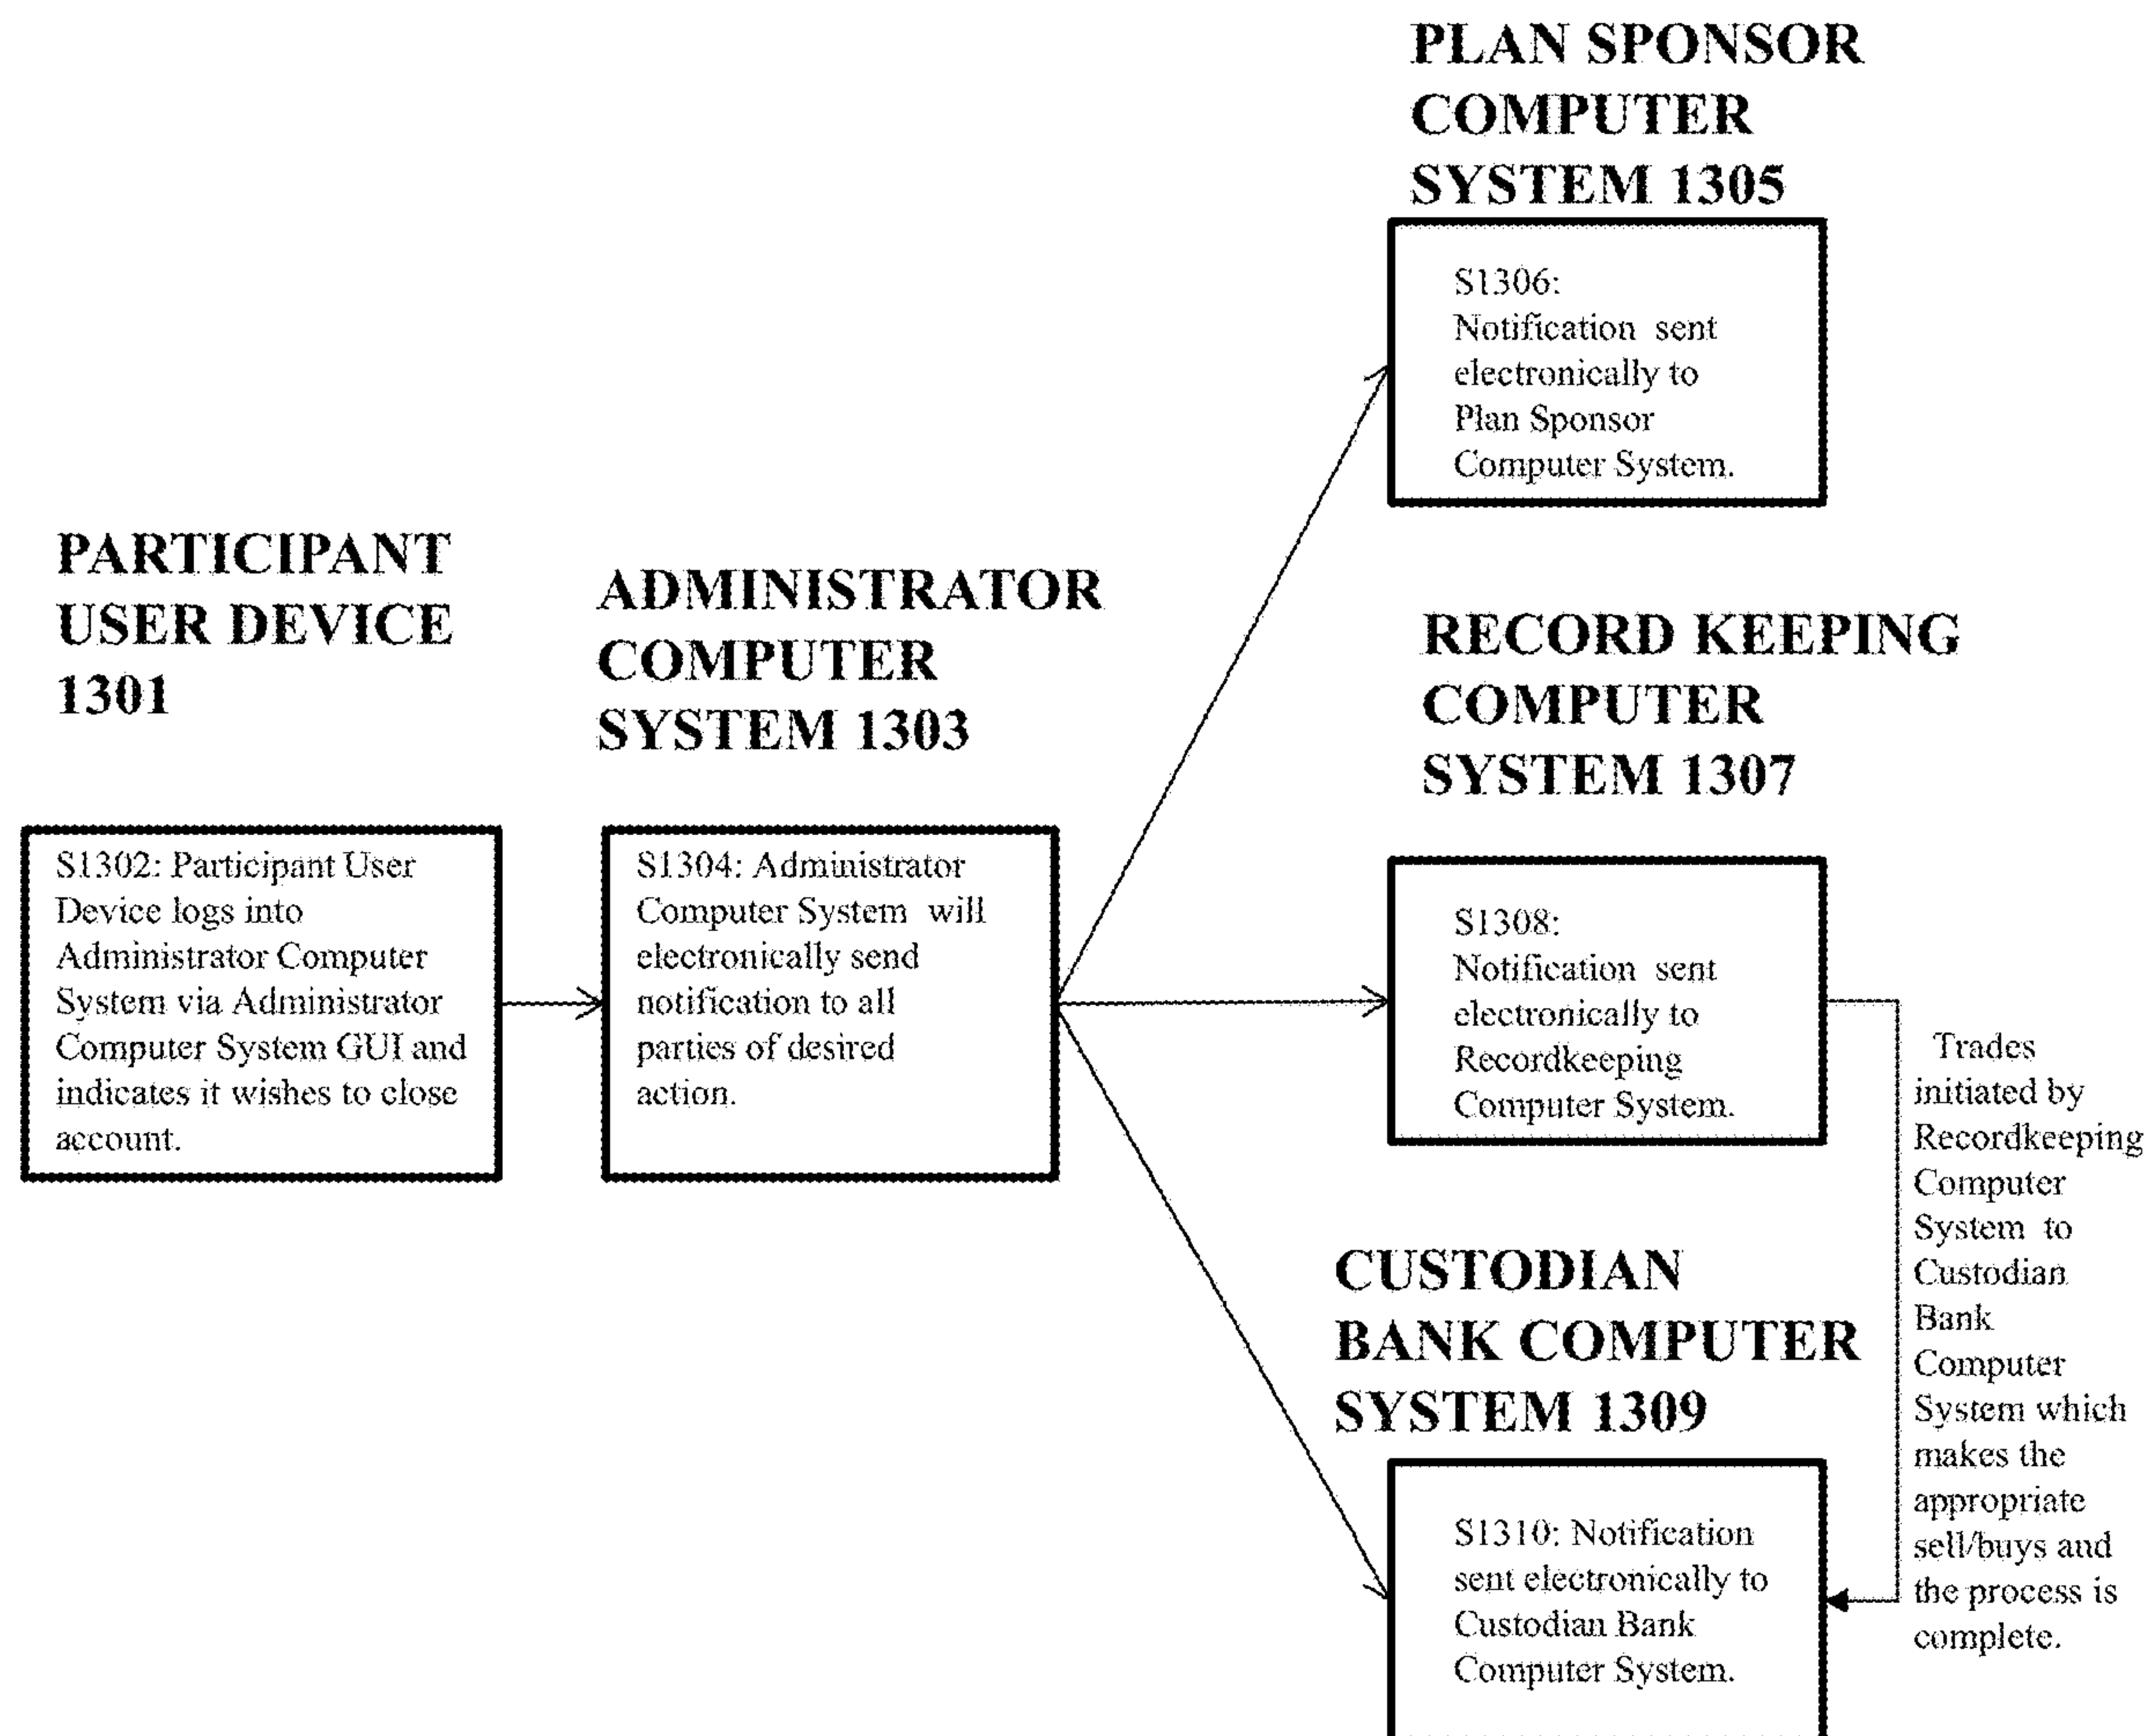 PLAN SPONSOR
COMPUTER
SYSTEM 1305
S1306:
Notification sent
electronically to
Plan Sponsor
Computer System.
PARTICIPANT
USER DEVICE
1301
ADMINISTRATOR
COMPUTER
SYSTEM 1303
RECORD KEEPING
COMPUTER
SYSTEM 1307
S1302: Participant User
Device logs into
Administrator Computer
System via Administrator
Computer System GUI and
indicates it wishes to close
account.
S1304: Administrator
Computer System will
electronically send
notification to all
parties of desired
action.
S1308:
Notification sent
electronically to
Recordkeeping
Computer System.
Trades
initiated by
Recordkeeping
Computer
System to
Custodian
Bank
Computer
System which
makes the
appropriate
sell/buys and
the process is
complete.
CUSTODIAN
BANK COMPUTER
SYSTEM 1309
S1310: Notification
sent electronically to
Custodian Bank
Computer System.